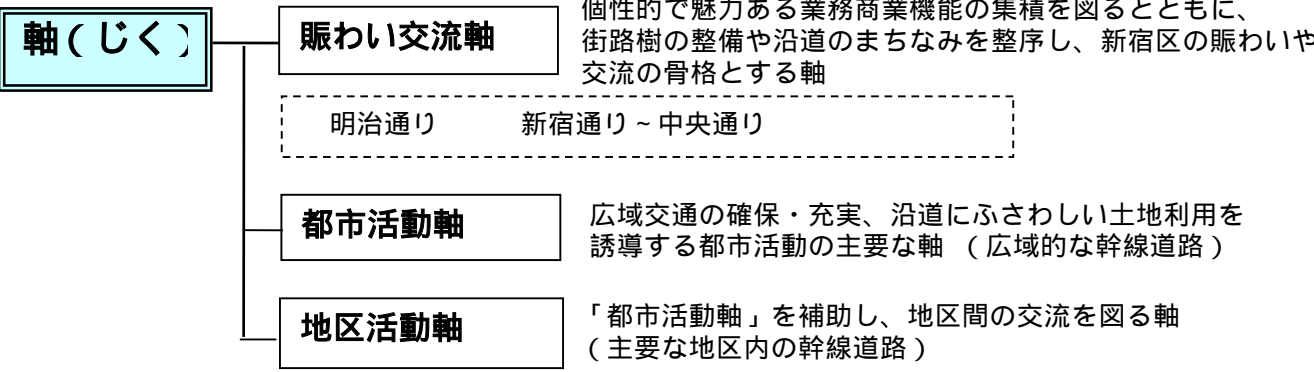 軸(じく)
賑わい交流軸
個性的で魅力ある業務商業機能の集積を図るとともに、
街路樹の整備や沿道のまちなみを整序し、新宿区の賑わいや
交流の骨格とする軸
明治通り 新宿通り~中央通り
都市活動軸
広域交通の確保・充実、沿道にふさわしい土地利用を
誘導する都市活動の主要な軸 (広域的な幹線道路)
地区活動軸
「都市活動軸」を補助し、地区間の交流を図る軸
(主要な地区内の幹線道路)